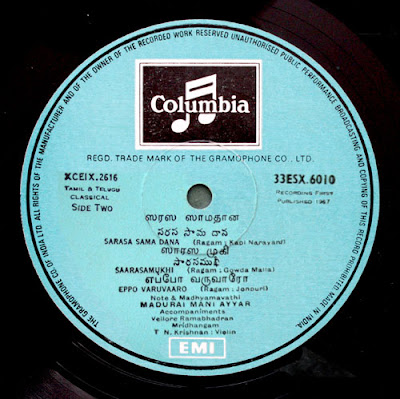 THE GRAMOPHONE CO. OF INDIA LTD. ALL RIGHTS OF THE MANUFACTURER AND OF THE OWNER OF THE RECORDED WORK RESERVED UNAUTHORISED PUBLIC PERFORMANCE BROADCASTING AND COPYING OF THIS RECORD PROHIBITED. MADE IN INDIA
Columbia
REGD. TRADE MARK OF THE GRAMOPHONE CO., LTD.
XCEIX.2616
33ESX.6010
TAMIL & TELUGU
CLASSICAL
SIDE TWO
RECORDING FIRST
PUBLISHED 1967
ஸரஸ ஸாமதான
సరస సామ దాన
SARASA SAMA DANA (Ragam: Kapi Narayani)
ஸாரஸ முகி
సారసముఖి
SAARASAMUKHI (Ragam: Gowda Malla)
எப்போ வருவாரோ
EPPO VARUVAARO (Ragam: Jonpuri)
Note & Madhyamavathi
MADURAI MANI AYYAR
Accompaniments
Vellore Ramabhadran
Mridhangam
T N. Krishnan : Violin
EMI